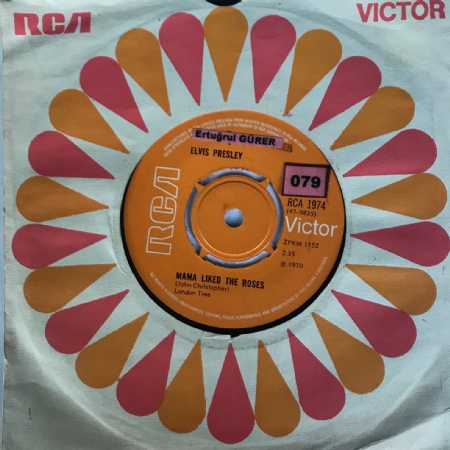 RCA VICTOR
Ertuğrul GÜRER
ELVIS PRESLEY
079
RCA 1974
(47-9835)
RCA Victor
ZPKM 1152
2.35
℗ 1970
MAMA LIKED THE ROSES
(John Christopher)
London Tree